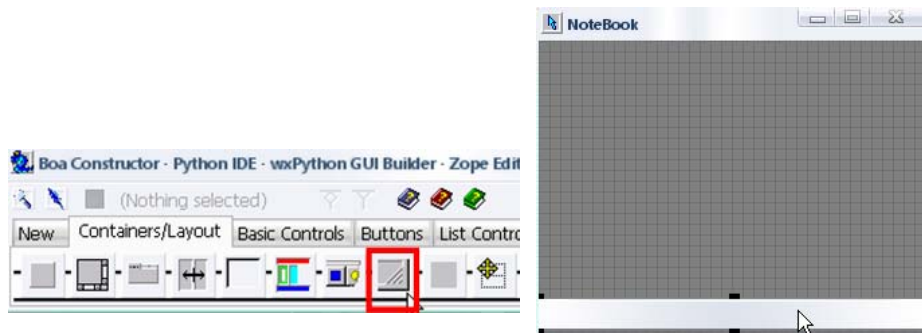 NoteBook
Boa Constructor - Python IDE - wxPython GUI Builder - Zope Edit
(Nothing selected)
New Containers/Layout Basic Controls Buttons List Contro